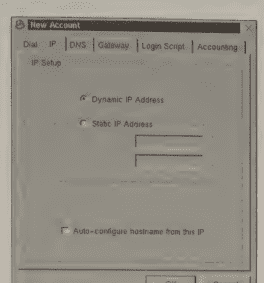 New Account
Dial IP DNS Gateway Login Script Accounting
IP Setup
Dynamic IP Address
Static IP Address
Auto-configure hostname from this IP